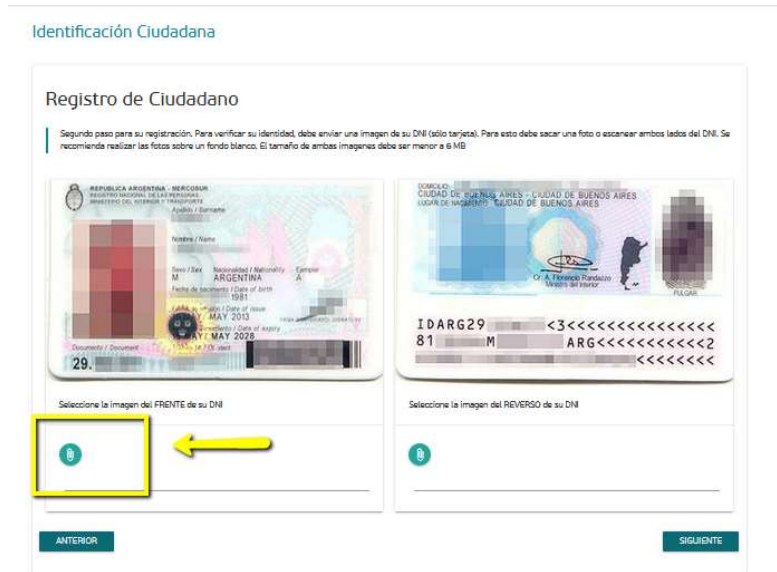 Identificación Ciudadana
Registro de Ciudadano
Segundo paso para su registración. Para verificar su identidad, debe enviar una imagen de su DNI (sólo tarjeta). Para esto debe sacar una foto o escanear ambos lados del DNI. Se
recomienda realizar las fotos sobre un fondo blanco. El tamaño de ambas imagenes debe ser menor a 6 MB
REPUBLICA ARGENTINA - MERCOSUR
REGISTRO NACIONAL DE LAS PERSONAS
MINISTERIO DEL INTERIOR Y TRANSPORTE
Apellido / Surname
Nombre / Name
Sexo / Sex Nacionalidad / Nationality Ejemplar
M ARGENTINA A
Fecha de nacimiento / Date of birth
1981
/ Date of issue
MAY 2013
/ Date of expiry
MAY/ MAY 2028
Documento / Document
29.
DOMICILIO:
CIUDAD DE BUENOS AIRES - CIUDAD DE BUENOS AIRES
LUGAR DE NACIMIENTO: CIUDAD DE BUENOS AIRES
Cr. A. Florencio Randazzo
Ministro del Interior
PULGAR
IDARG29 <3<<<<<<<<<<<<<<<
81 M ARG<<<<<<<<<<<2
<<<<<<<
Seleccione la imagen del FRENTE de su DNI
Seleccione la imagen del REVERSO de su DNI
ANTERIOR
SIGUIENTE